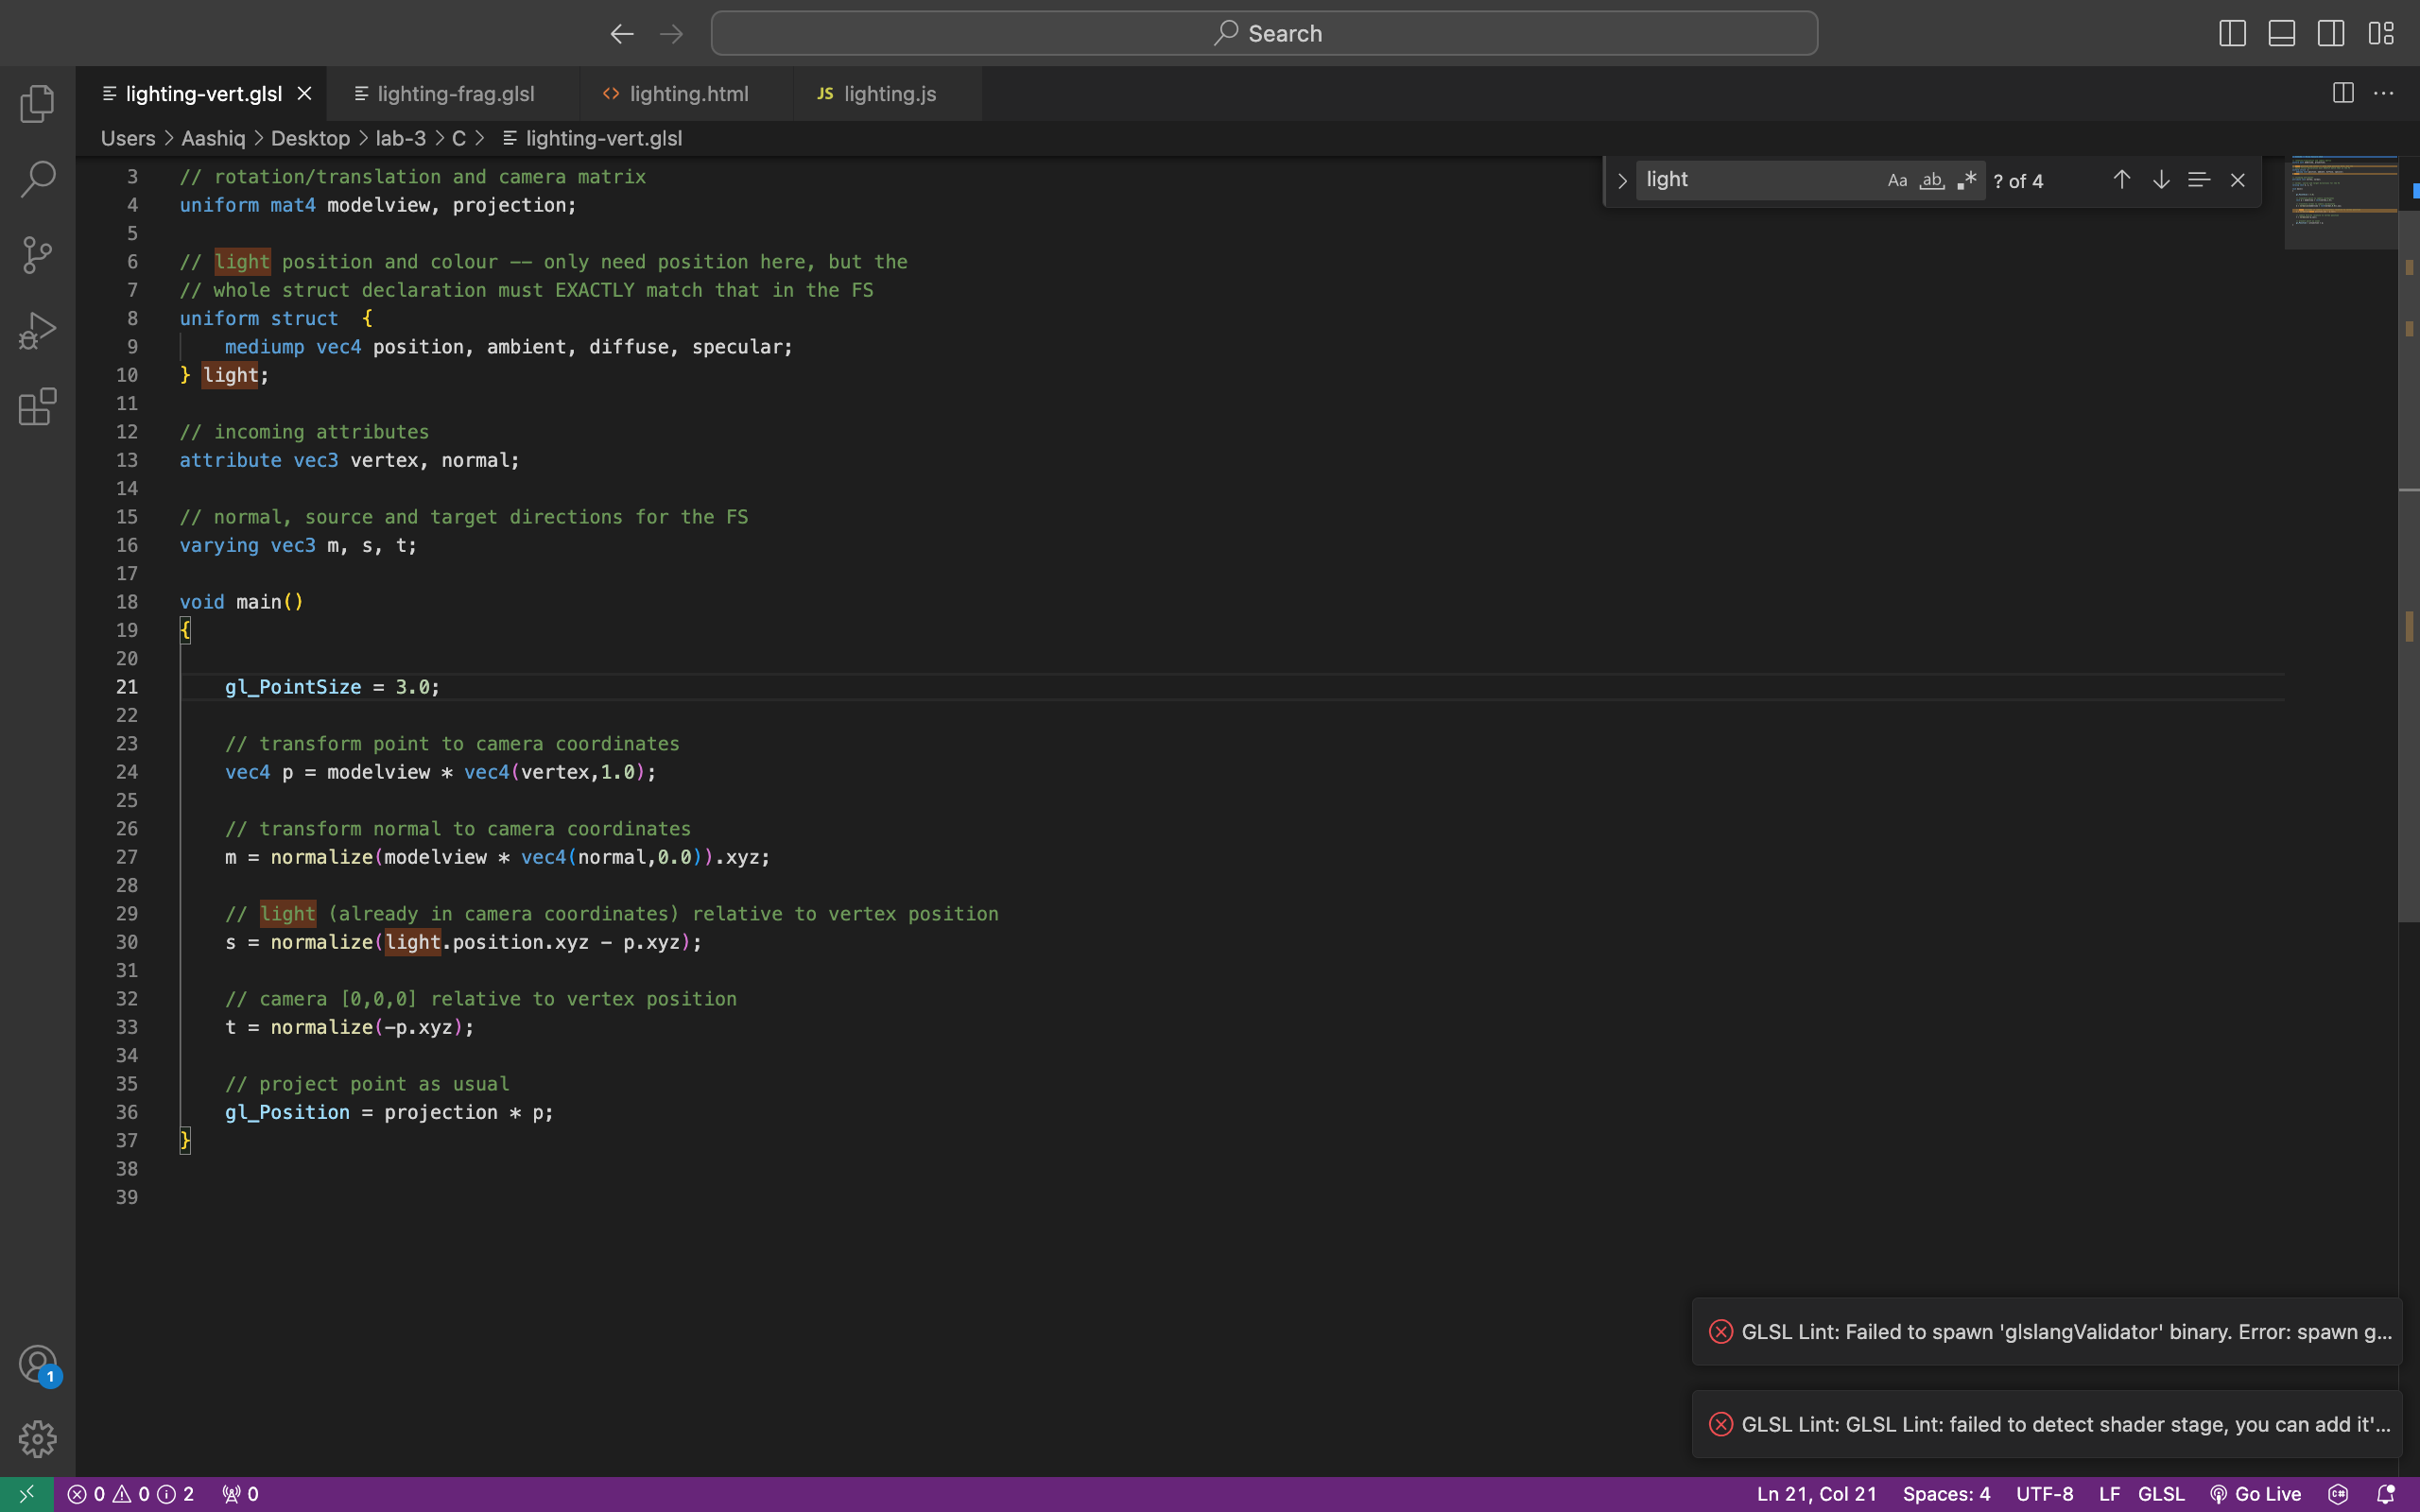 Search
lighting-vert.glsl
lighting-frag.glsl
<> lighting.html
JS lighting.js
Users > Aashiq > Desktop > lab-3 > C > lighting-vert.glsl
light Aa ab ? of 4
3 // rotation/translation and camera matrix
4 uniform mat4 modelview, projection;
5
6 // light position and colour -- only need position here, but the
7 // whole struct declaration must EXACTLY match that in the FS
8 uniform struct  {
9     mediump vec4 position, ambient, diffuse, specular;
10 } light;
11
12 // incoming attributes
13 attribute vec3 vertex, normal;
14
15 // normal, source and target directions for the FS
16 varying vec3 m, s, t;
17
18 void main()
19 {
20
21     gl_PointSize = 3.0;
22
23     // transform point to camera coordinates
24     vec4 p = modelview * vec4(vertex,1.0);
25
26     // transform normal to camera coordinates
27     m = normalize(modelview * vec4(normal,0.0)).xyz;
28
29     // light (already in camera coordinates) relative to vertex position
30     s = normalize(light.position.xyz - p.xyz);
31
32     // camera [0,0,0] relative to vertex position
33     t = normalize(-p.xyz);
34
35     // project point as usual
36     gl_Position = projection * p;
37 }
38
39
GLSL Lint: Failed to spawn 'glslangValidator' binary. Error: spawn g...
GLSL Lint: GLSL Lint: failed to detect shader stage, you can add it'...
1
0 0 2 0 Ln 21, Col 21 Spaces: 4 UTF-8 LF GLSL Go Live